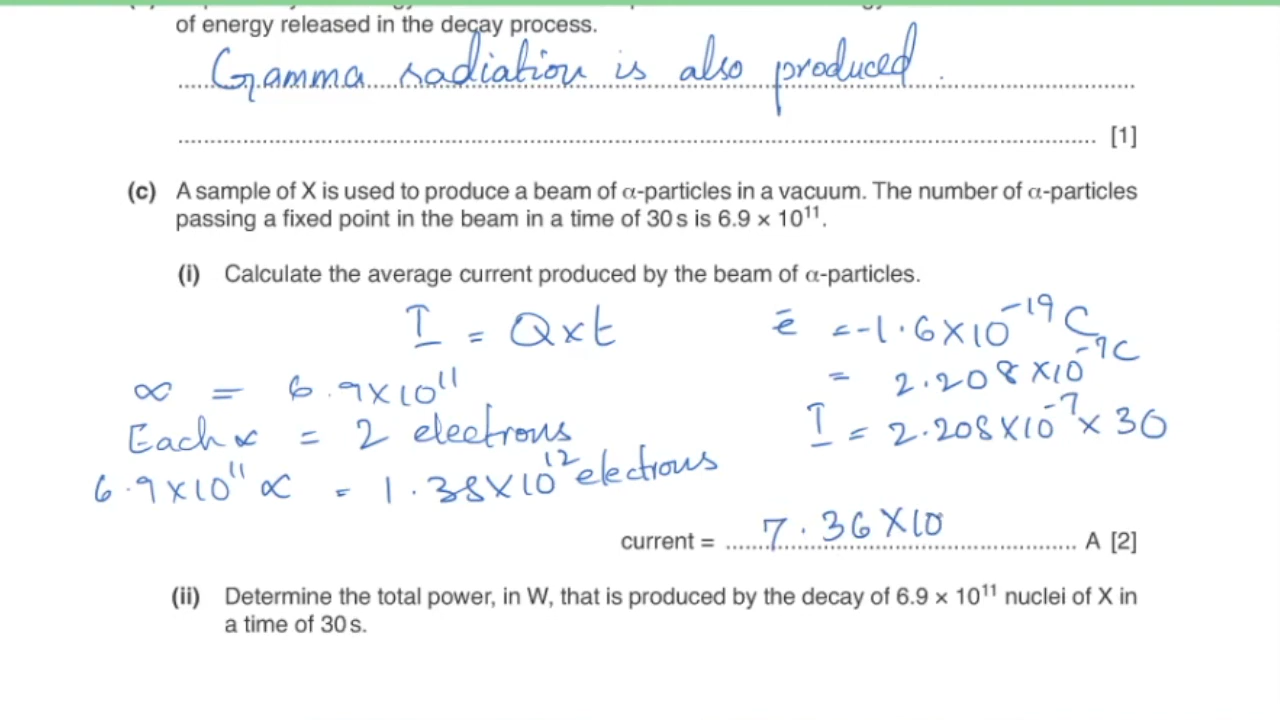 of energy released in the decay process.
Gamma radiation is also produced.
[1]
(c) A sample of X is used to produce a beam of α-particles in a vacuum. The number of α-particles
passing a fixed point in the beam in a time of 30 s is 6.9 × 10¹¹.
(i) Calculate the average current produced by the beam of α-particles.
I = Q×t
ē = -1.6×10⁻¹⁹ C
∝ = 6.9×10¹¹
= 2.208×10⁻⁷C
Each ∝ = 2 electrons
I = 2.208×10⁻⁷× 30
6.9×10¹¹ ∝ = 1.38×10¹² electrons
current = 7.36×10 A [2]
(ii) Determine the total power, in W, that is produced by the decay of 6.9 × 10¹¹ nuclei of X in
a time of 30 s.